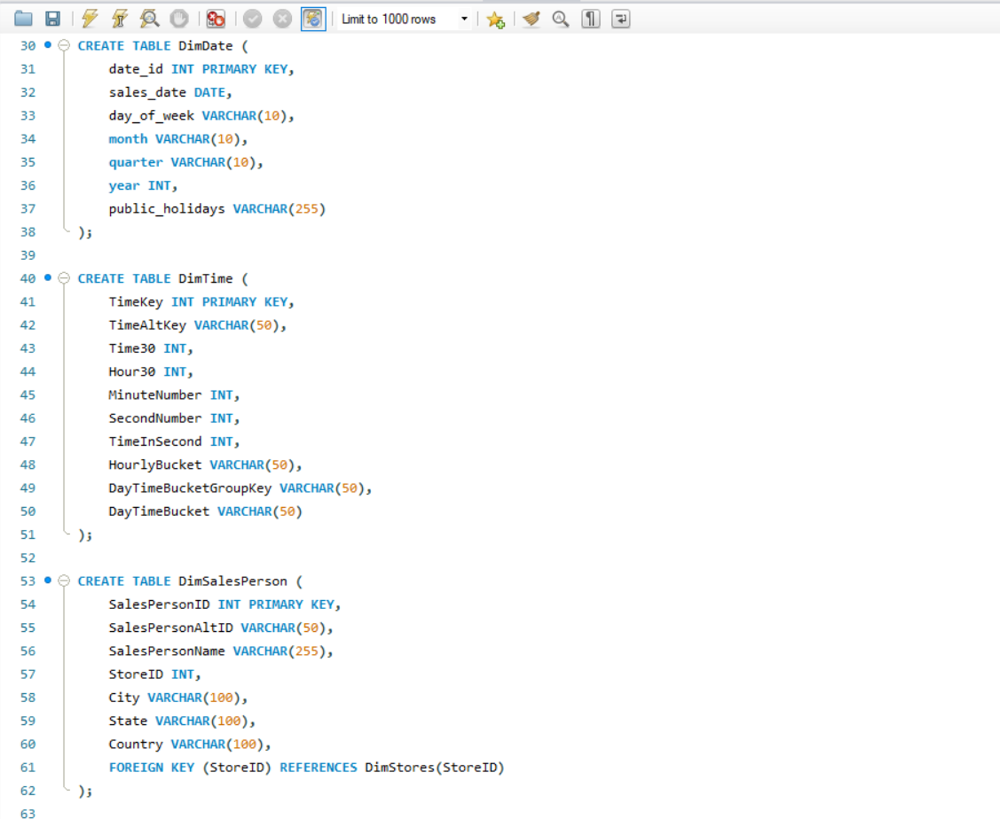 Limit to 1000 rows
30 CREATE TABLE DimDate (
31 date_id INT PRIMARY KEY,
32 sales_date DATE,
33 day_of_week VARCHAR(10),
34 month VARCHAR(10),
35 quarter VARCHAR(10),
36 year INT,
37 public_holidays VARCHAR(255)
38 );
39
40 CREATE TABLE DimTime (
41 TimeKey INT PRIMARY KEY,
42 TimeAltKey VARCHAR(50),
43 Time30 INT,
44 Hour30 INT,
45 MinuteNumber INT,
46 SecondNumber INT,
47 TimeInSecond INT,
48 HourlyBucket VARCHAR(50),
49 DayTimeBucketGroupKey VARCHAR(50),
50 DayTimeBucket VARCHAR(50)
51 );
52
53 CREATE TABLE DimSalesPerson (
54 SalesPersonID INT PRIMARY KEY,
55 SalesPersonAltID VARCHAR(50),
56 SalesPersonName VARCHAR(255),
57 StoreID INT,
58 City VARCHAR(100),
59 State VARCHAR(100),
60 Country VARCHAR(100),
61 FOREIGN KEY (StoreID) REFERENCES DimStores(StoreID)
62 );
63